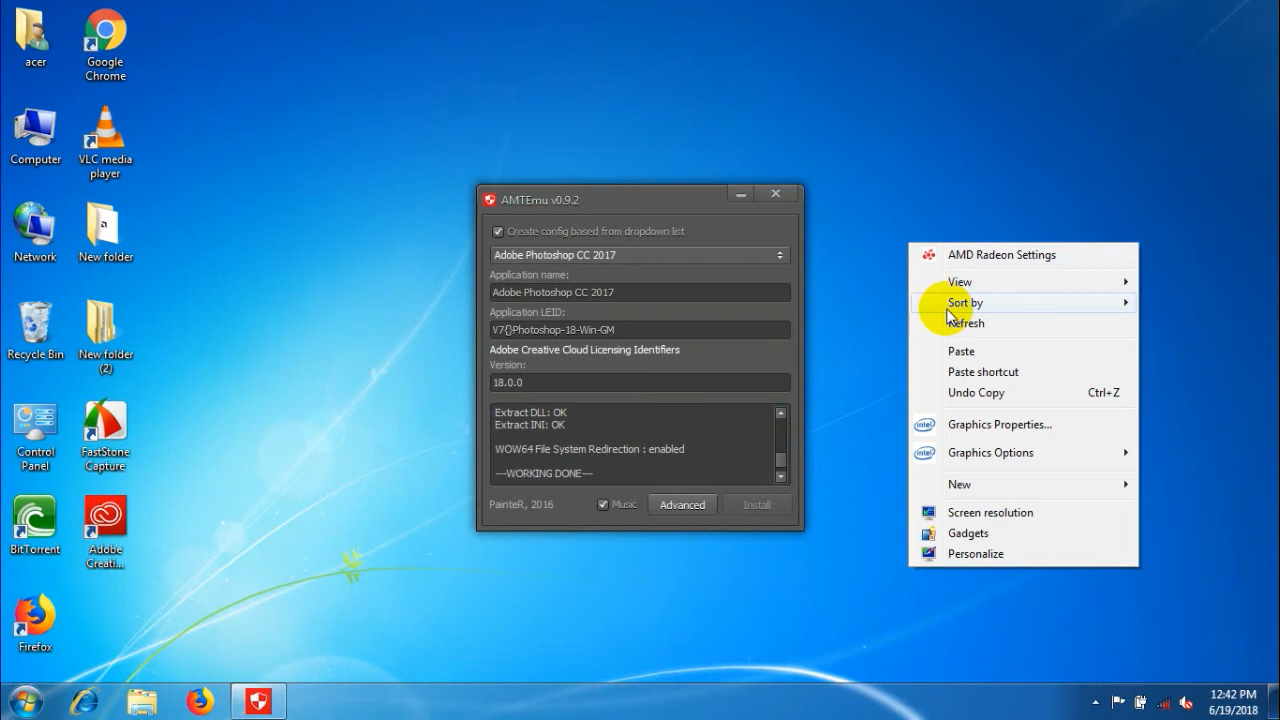 acer
Google
Chrome
Computer
VLC media
player
Network
New folder
Recycle Bin
New folder
(2)
Control
Panel
FastStone
Capture
BitTorrent
Adobe
Creati...
Firefox
AMTEmu v0.9.2
Create config based from dropdown list
Adobe Photoshop CC 2017
Application name:
Adobe Photoshop CC 2017
Application LEID:
V7{}Photoshop-18-Win-GM
Adobe Creative Cloud Licensing Identifiers
Version:
18.0.0
Extract DLL: OK
Extract INI: OK
WOW64 File System Redirection : enabled
---WORKING DONE---
PainteR, 2016
Music
Advanced
Install
AMD Radeon Settings
View
Sort by
Refresh
Paste
Paste shortcut
Undo Copy Ctrl+Z
intel Graphics Properties...
intel Graphics Options
New
Screen resolution
Gadgets
Personalize
12:42 PM
6/19/2018